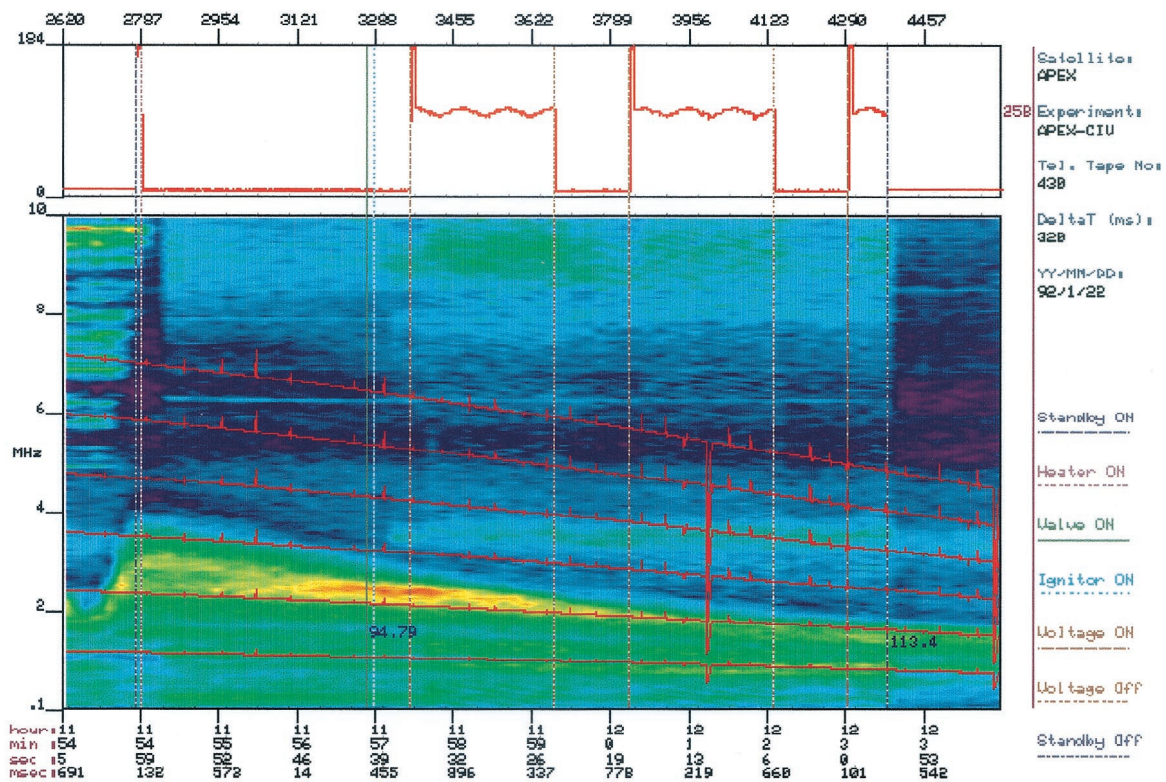 2620 2787 2954 3121 3288 3455 3622 3789 3956 4123 4290 4457
184
0
Satellite:
APEX
258
Experiment:
APEX-CIV
Tel. Tape No:
430
DeltaT (ms):
320
YY/MM/DD:
92/1/22
10
8
6
MHz
4
2
.1
94.79
113.4
Standby ON
Heater ON
Valve ON
Ignitor ON
Voltage ON
Voltage Off
Standby Off
hour: 11 11 11 11 11 11 11 12 12 12 12 12
min : 54 54 55 56 57 58 59 0 1 2 3 3
sec : 5 59 52 46 39 32 26 19 13 6 0 53
msec: 691 132 573 14 455 896 337 778 219 660 101 542